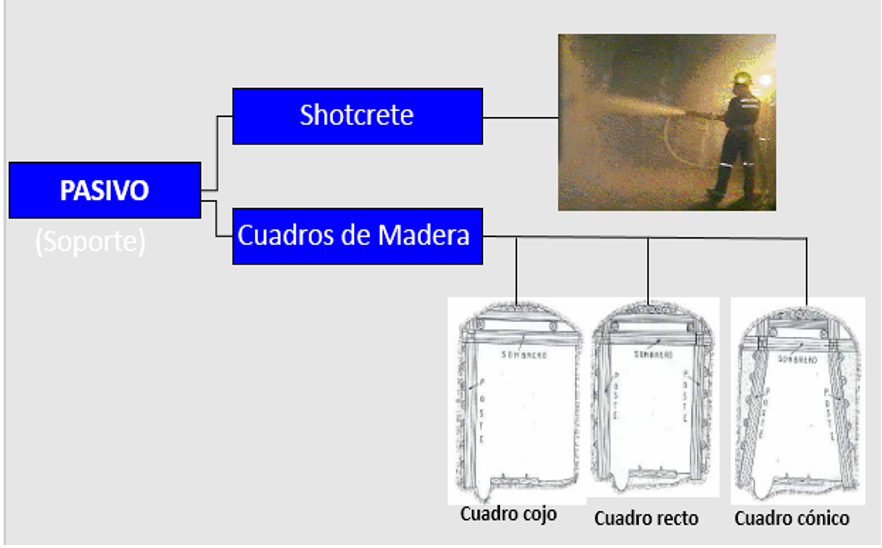 Shotcrete
PASIVO
(Soporte)
Cuadros de Madera
SOMBRERO
POSTE
SOMBRERO
POSTE
POSTE
SOMBRERO
POSTE
POSTE
Cuadro cojo
Cuadro recto
Cuadro cónico